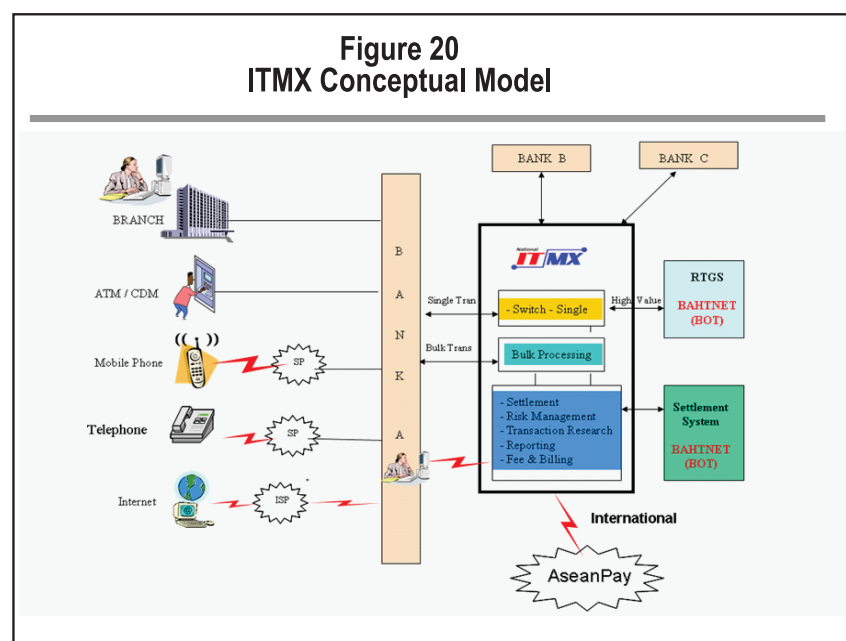 Figure 20
ITMX Conceptual Model
BANK B
BANK C
BRANCH
ATM / CDM
Mobile Phone
SP
Telephone
SP
Internet
ISP
B
A
N
K
A
Single Tran
Bulk Trans
National
ITMX
- Switch - Single
Bulk Processing
- Settlement
- Risk Management
- Transaction Research
- Reporting
- Fee & Billing
High Value
RTGS
BAHTNET
(BOT)
Settlement
System
BAHTNET
(BOT)
International
AseanPay